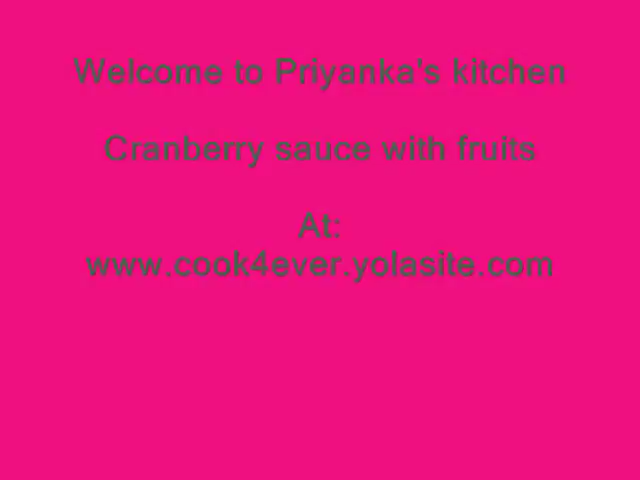 Welcome to Priyanka's kitchen
Cranberry sauce with fruits
At:
www.cook4ever.yolasite.com